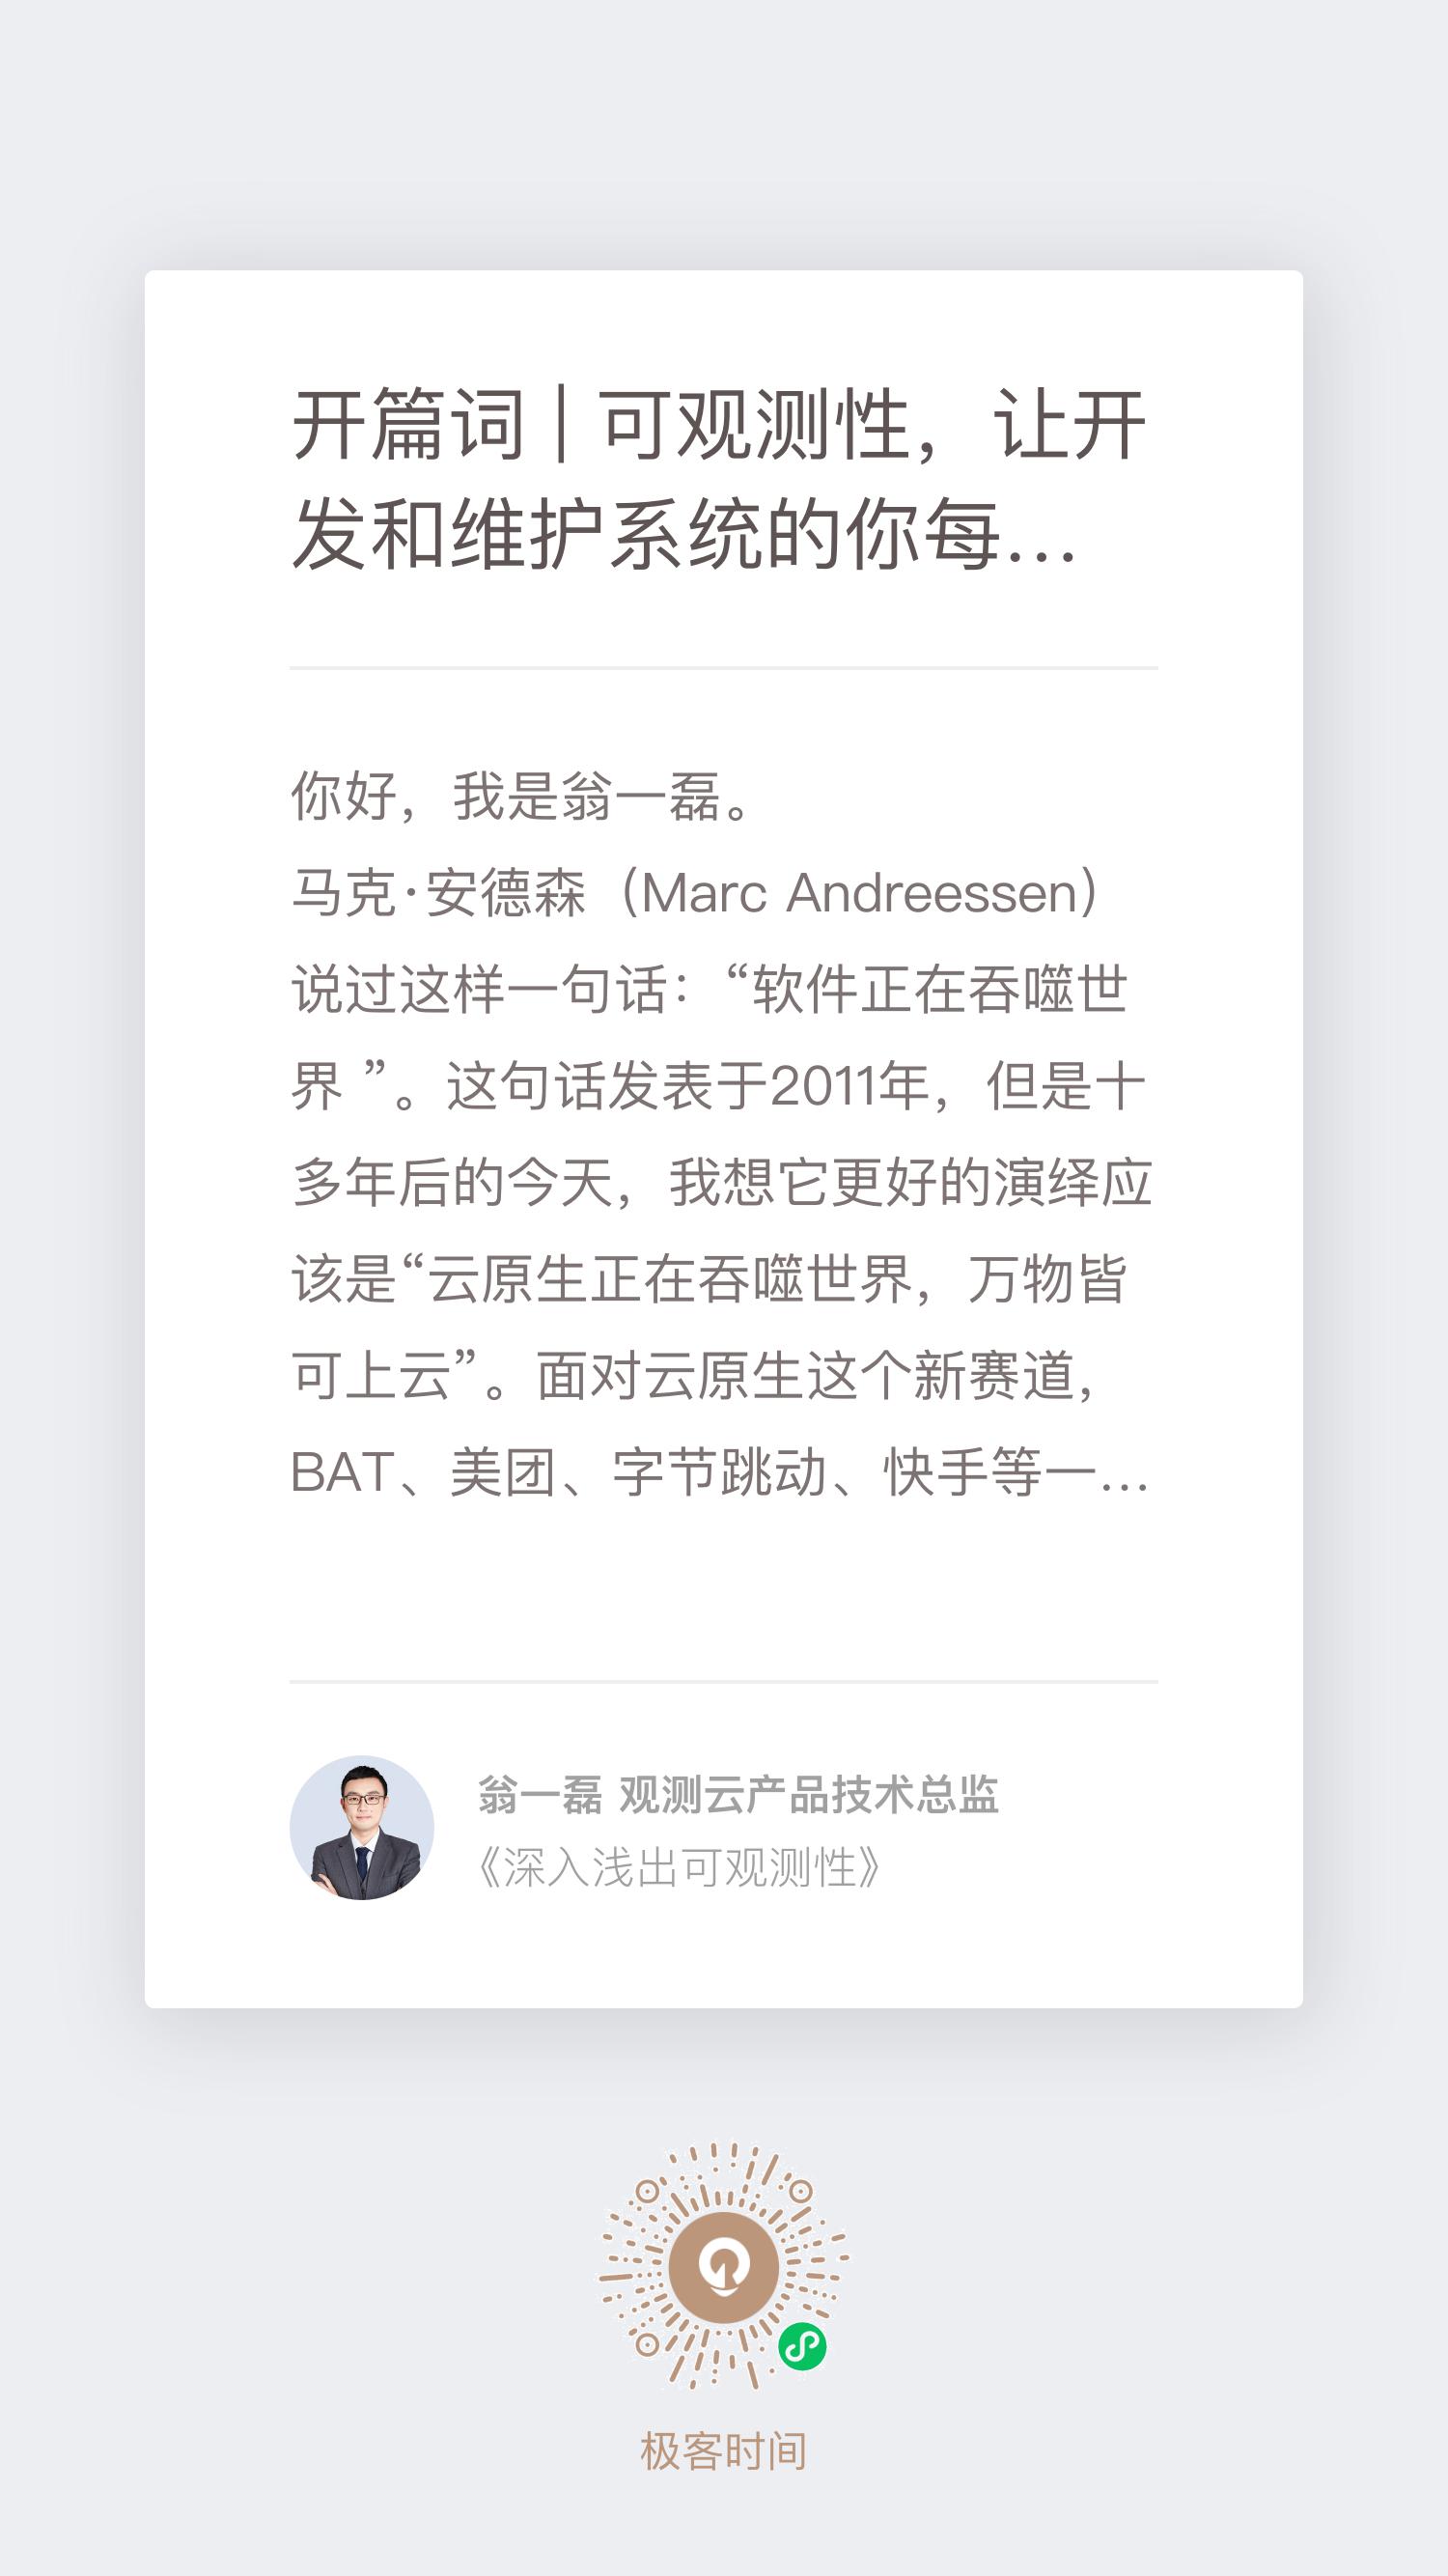 开篇词 | 可观测性，让开
发和维护系统的你每...
你好，我是翁一磊。
马克·安德森（Marc Andreessen）
说过这样一句话：“软件正在吞噬世
界 ”。这句话发表于2011年，但是十
多年后的今天，我想它更好的演绎应
该是“云原生正在吞噬世界，万物皆
可上云”。面对云原生这个新赛道，
BAT、美团、字节跳动、快手等一...
翁一磊 观测云产品技术总监
《深入浅出可观测性》
极客时间